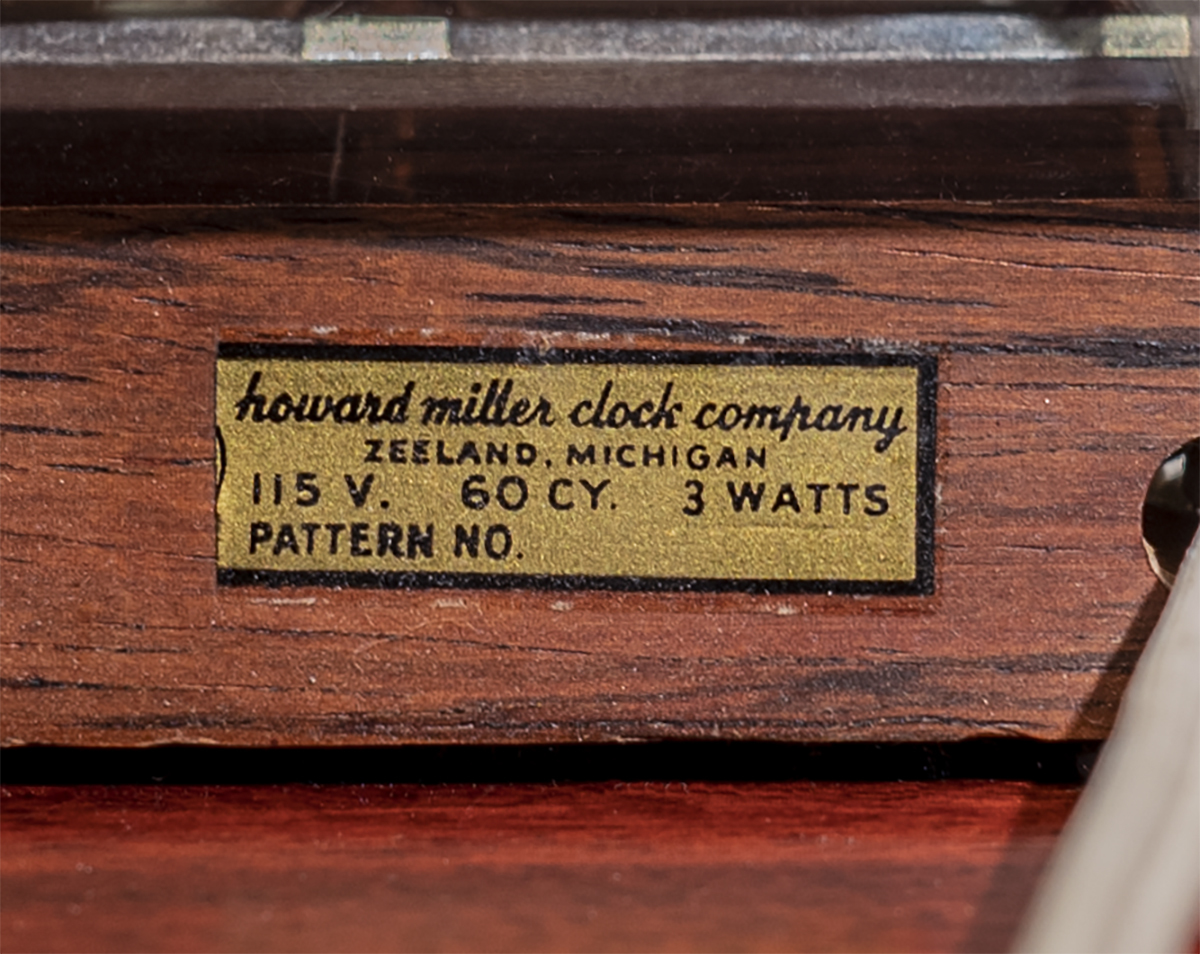 howard miller clock company
ZEELAND, MICHIGAN
115 V. 60 CY. 3 WATTS
PATTERN NO.